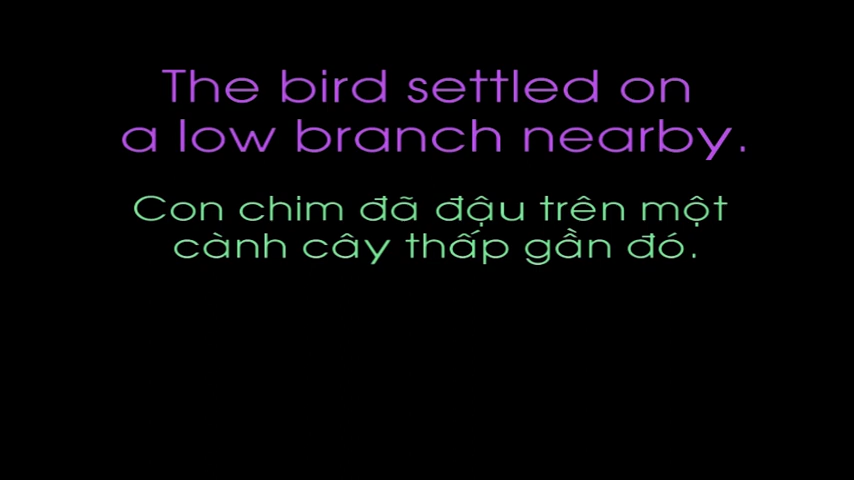 The bird settled on
a low branch nearby.
Con chim đã đậu trên một
cành cây thấp gần đó.